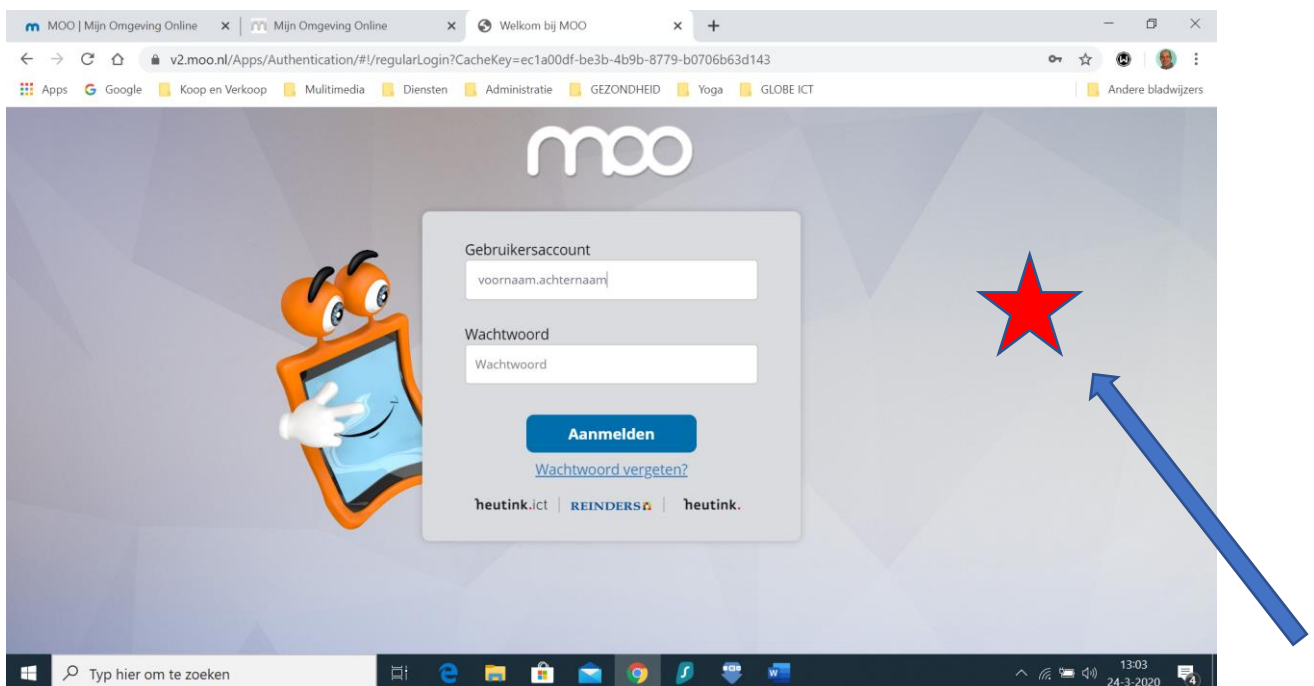 MOO | Mijn Omgeving Online
Mijn Omgeving Online
Welkom bij MOO
v2.moo.nl/Apps/Authentication/#!/regularLogin?CacheKey=ec1a00df-be3b-4b9b-8779-b0706b63d143
Apps Google Koop en Verkoop Mulitimedia Diensten Administratie GEZONDHEID Yoga GLOBE ICT Andere bladwijzers
moo
Gebruikersaccount
voornaam.achternaam
Wachtwoord
Wachtwoord
Aanmelden
Wachtwoord vergeten?
heutink.ict | REINDERS | heutink.
Typ hier om te zoeken
13:03
24-3-2020
4